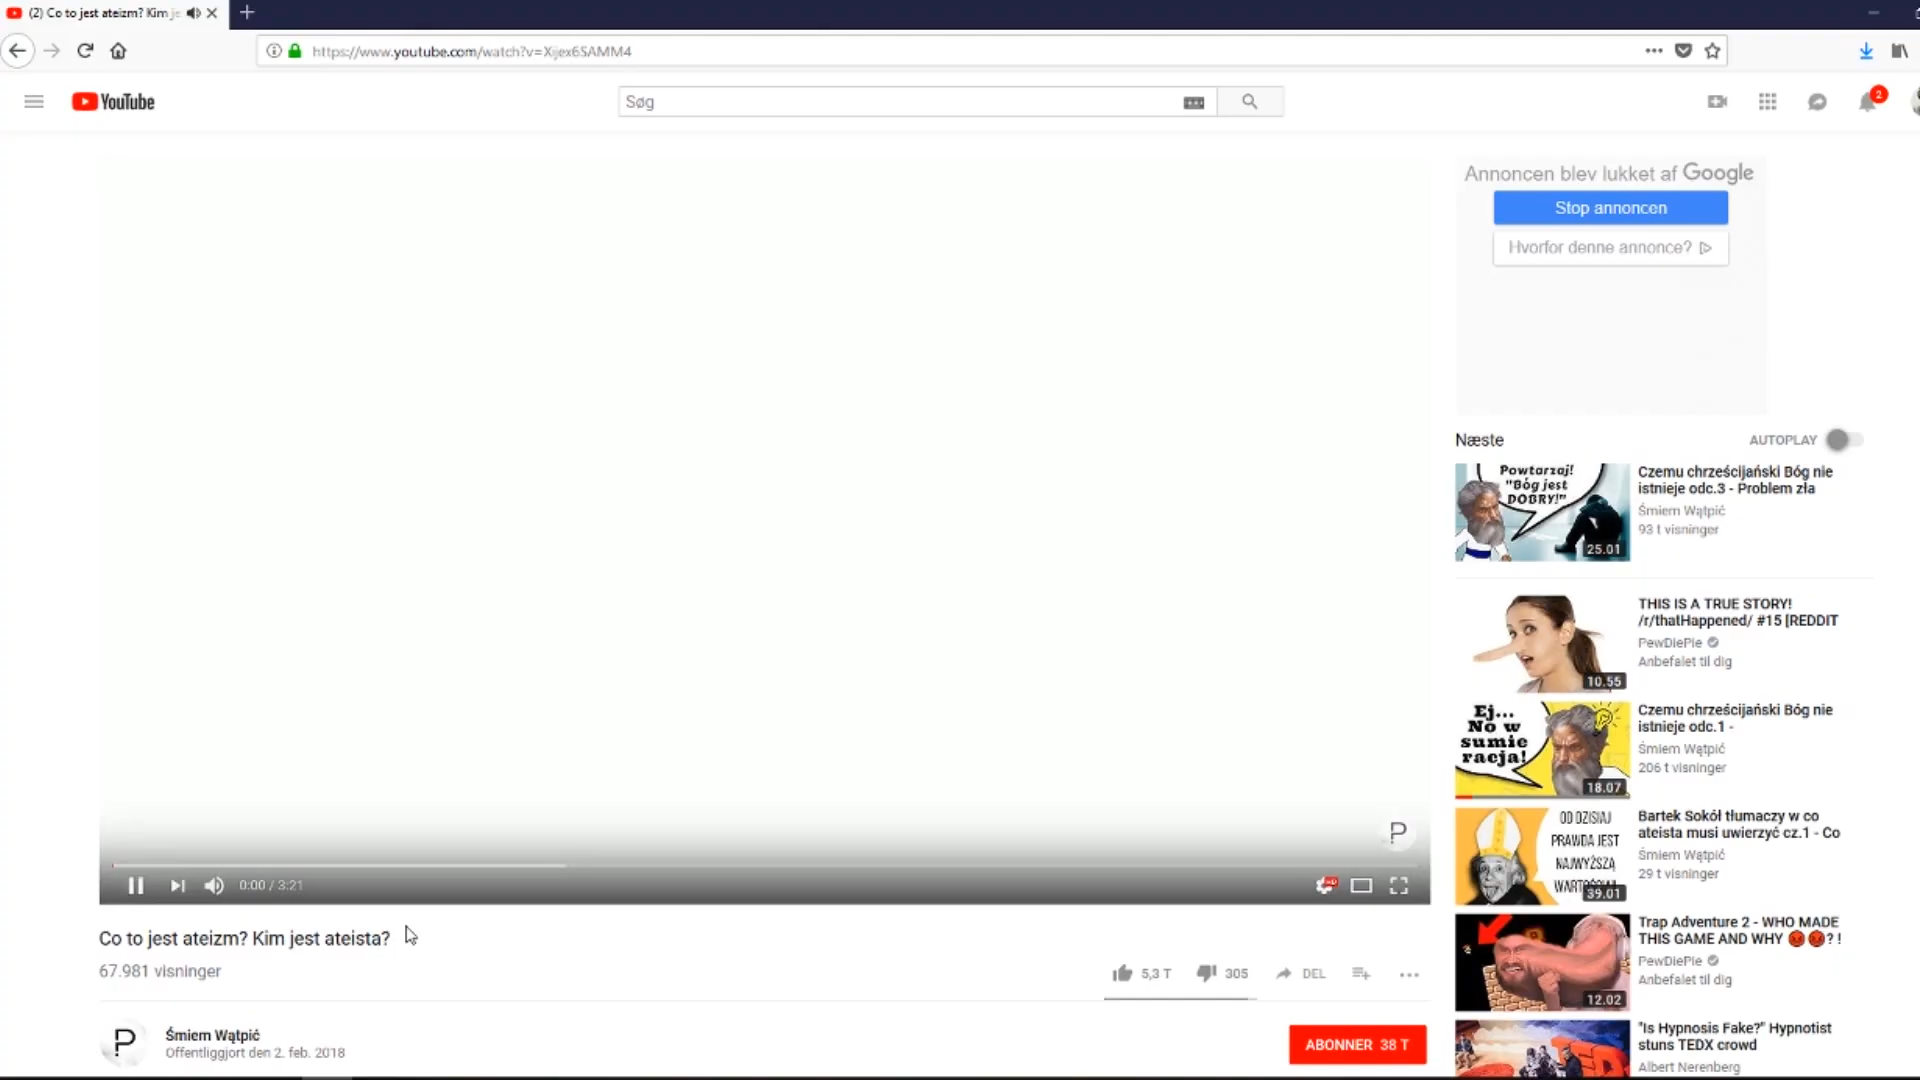 (2) Co to jest ateizm? Kim je
https://www.youtube.com/watch?v=Xijex6SAMM4
YouTube
Søg
2
Annoncen blev lukket af Google
Stop annoncen
Hvorfor denne annonce?
Næste
AUTOPLAY
Powtarzaj!
"Bóg jest
DOBRY!"
25.01
Czemu chrześcijański Bóg nie
istnieje odc.3 - Problem zła
Śmiem Wątpić
93 t visninger
10.55
THIS IS A TRUE STORY!
/r/thatHappened/ #15 [REDDIT
PewDiePie
Anbefalet til dig
Ej...
No w
sumie
racja!
18.07
Czemu chrześcijański Bóg nie
istnieje odc.1 -
Śmiem Wątpić
206 t visninger
OD DZISIAJ
PRAWDA JEST
NAJWYŻSZĄ
39.01
Bartek Sokół tłumaczy w co
ateista musi uwierzyć cz.1 - Co
Śmiem Wątpić
29 t visninger
12.02
Trap Adventure 2 - WHO MADE
THIS GAME AND WHY 😡😡? !
PewDiePie
Anbefalet til dig
"Is Hypnosis Fake?" Hypnotist
stuns TEDX crowd
Albert Nerenberg
P
0:00 / 3:21
HD
Co to jest ateizm? Kim jest ateista?
67.981 visninger
5,3 T
305
DEL
P
Śmiem Wątpić
Offentliggjort den 2. feb. 2018
ABONNER 38 T